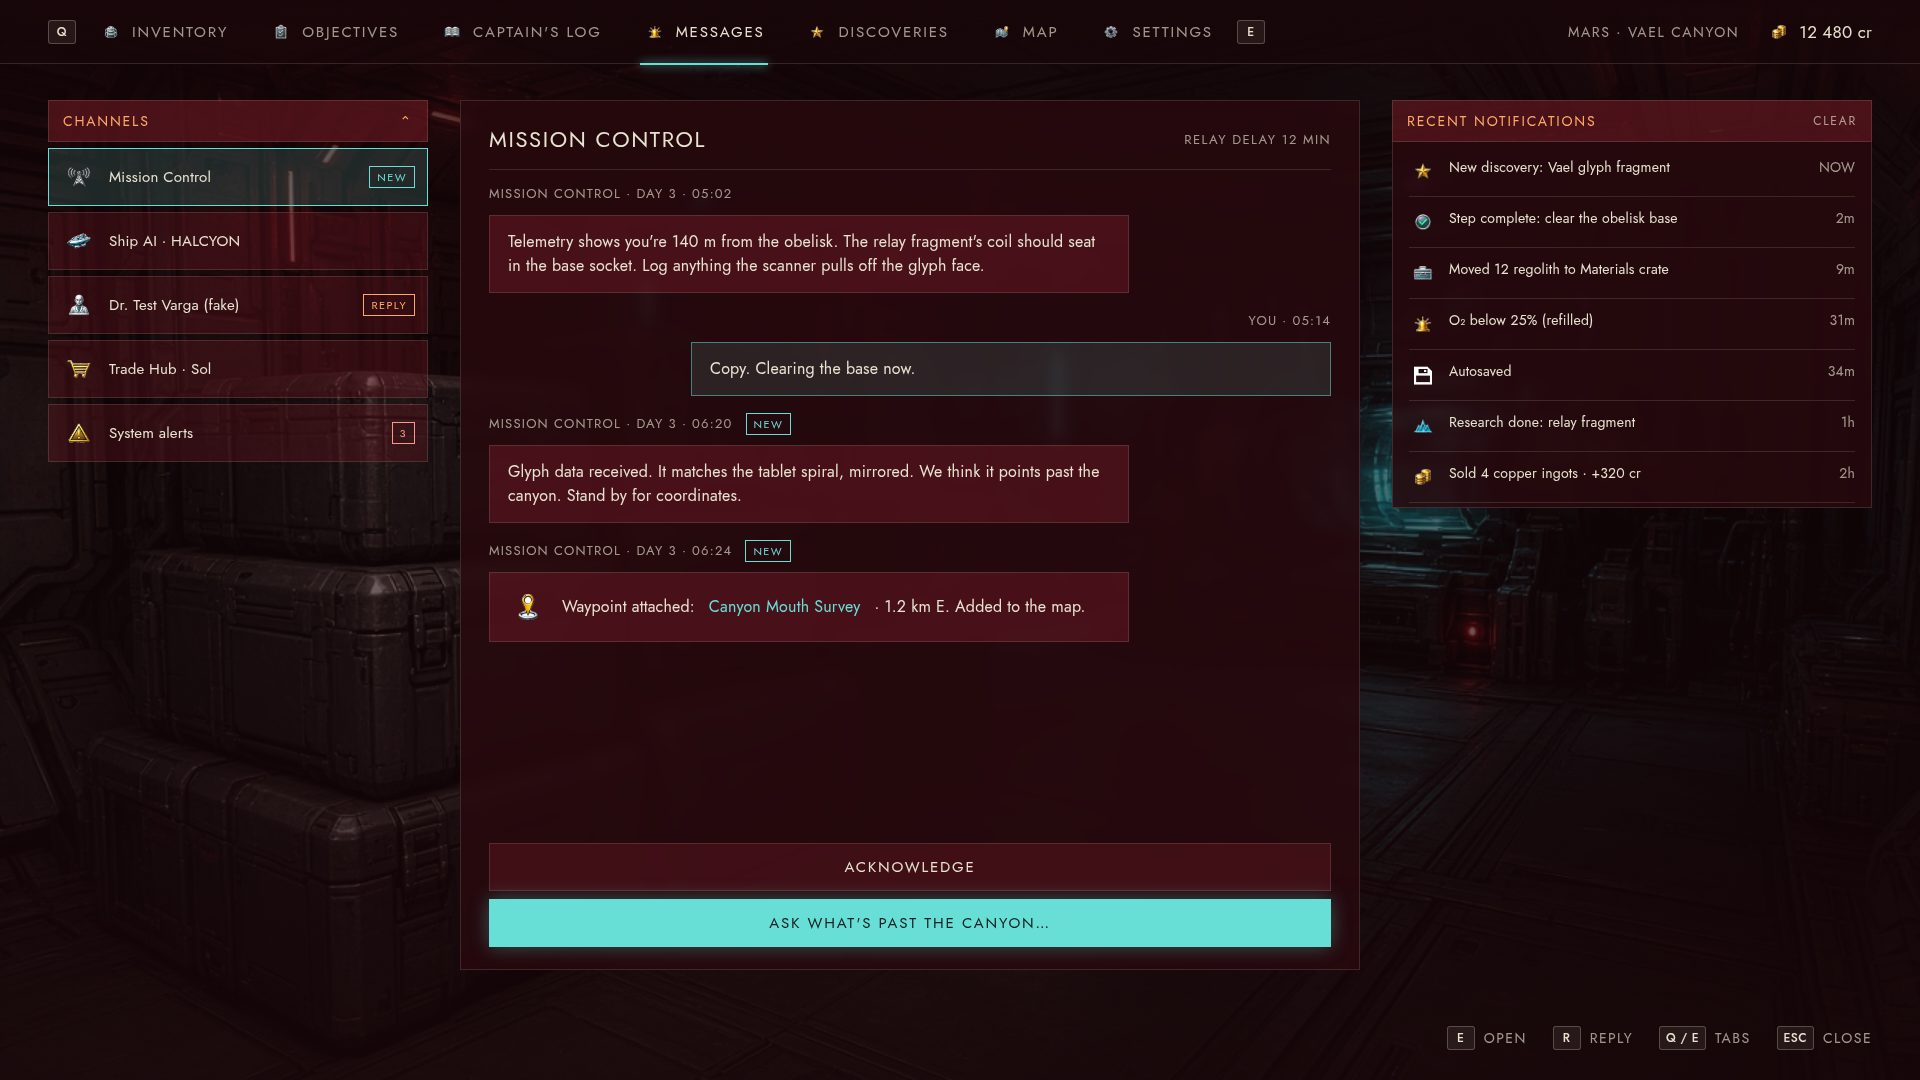 Q INVENTORY OBJECTIVES CAPTAIN'S LOG MESSAGES DISCOVERIES MAP SETTINGS E MARS · VAEL CANYON 12 480 cr
CHANNELS
Mission Control NEW
Ship AI · HALCYON
Dr. Test Varga (fake) REPLY
Trade Hub · Sol
System alerts 3
MISSION CONTROL RELAY DELAY 12 MIN
MISSION CONTROL · DAY 3 · 05:02
Telemetry shows you're 140 m from the obelisk. The relay fragment's coil should seat
in the base socket. Log anything the scanner pulls off the glyph face.
YOU · 05:14
Copy. Clearing the base now.
MISSION CONTROL · DAY 3 · 06:20 NEW
Glyph data received. It matches the tablet spiral, mirrored. We think it points past the
canyon. Stand by for coordinates.
MISSION CONTROL · DAY 3 · 06:24 NEW
Waypoint attached: Canyon Mouth Survey · 1.2 km E. Added to the map.
ACKNOWLEDGE
ASK WHAT'S PAST THE CANYON…
RECENT NOTIFICATIONS CLEAR
New discovery: Vael glyph fragment NOW
Step complete: clear the obelisk base 2m
Moved 12 regolith to Materials crate 9m
O₂ below 25% (refilled) 31m
Autosaved 34m
Research done: relay fragment 1h
Sold 4 copper ingots · +320 cr 2h
E OPEN R REPLY Q / E TABS ESC CLOSE